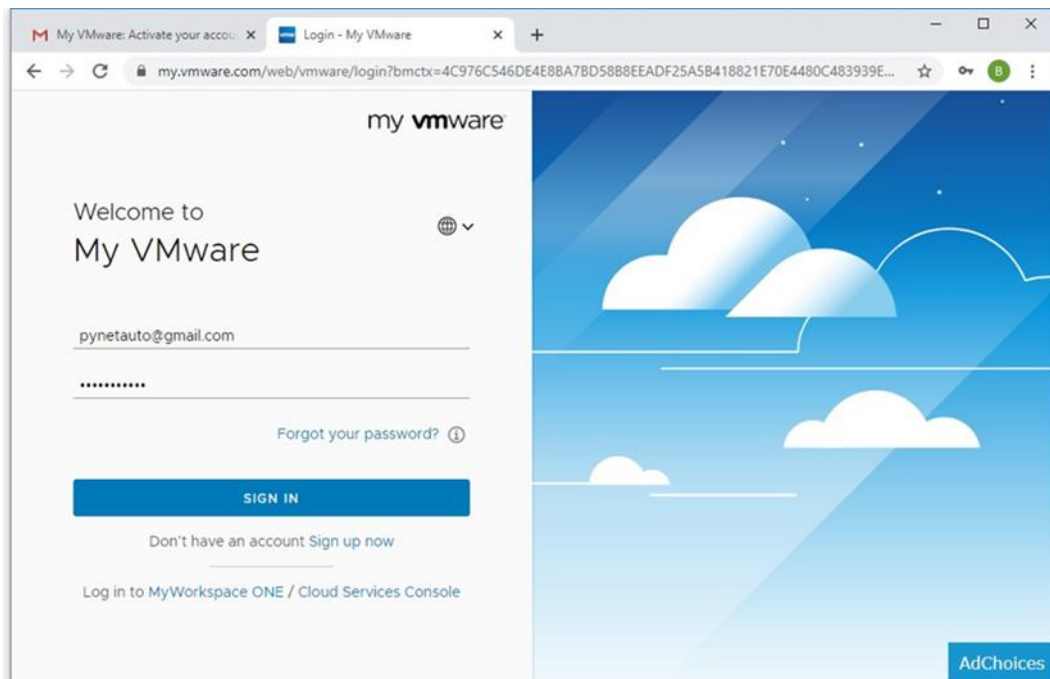 My VMware: Activate your accou
Login - My VMware
my.vmware.com/web/vmware/login?bmctx=4C976C546DE4E8BA7BD58B8EEADF25A5B418821E70E4480C483939E...
B
my vmware
Welcome to
My VMware
pynetauto@gmail.com
•••••••••••
Forgot your password?
SIGN IN
Don't have an account Sign up now
Log in to MyWorkspace ONE / Cloud Services Console
AdChoices